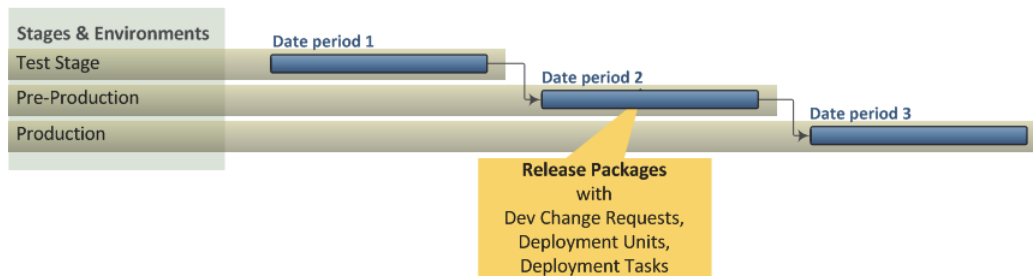 Stages & Environments
Date period 1
Test Stage
Date period 2
Pre-Production
Date period 3
Production
Release Packages
with
Dev Change Requests,
Deployment Units,
Deployment Tasks